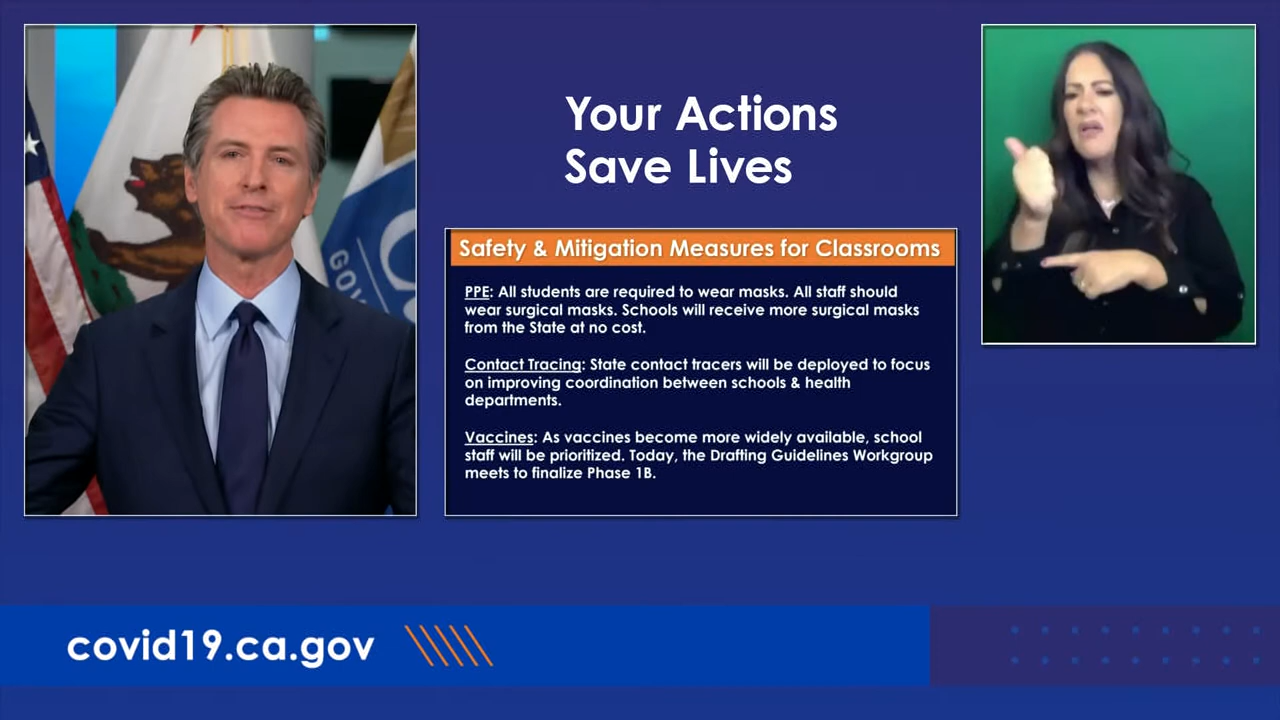 Your Actions
Save Lives
Safety & Mitigation Measures for Classrooms
PPE: All students are required to wear masks. All staff should
wear surgical masks. Schools will receive more surgical masks
from the State at no cost.
Contact Tracing: State contact tracers will be deployed to focus
on improving coordination between schools & health
departments.
Vaccines: As vaccines become more widely available, school
staff will be prioritized. Today, the Drafting Guidelines Workgroup
meets to finalize Phase 1B.
covid19.ca.gov